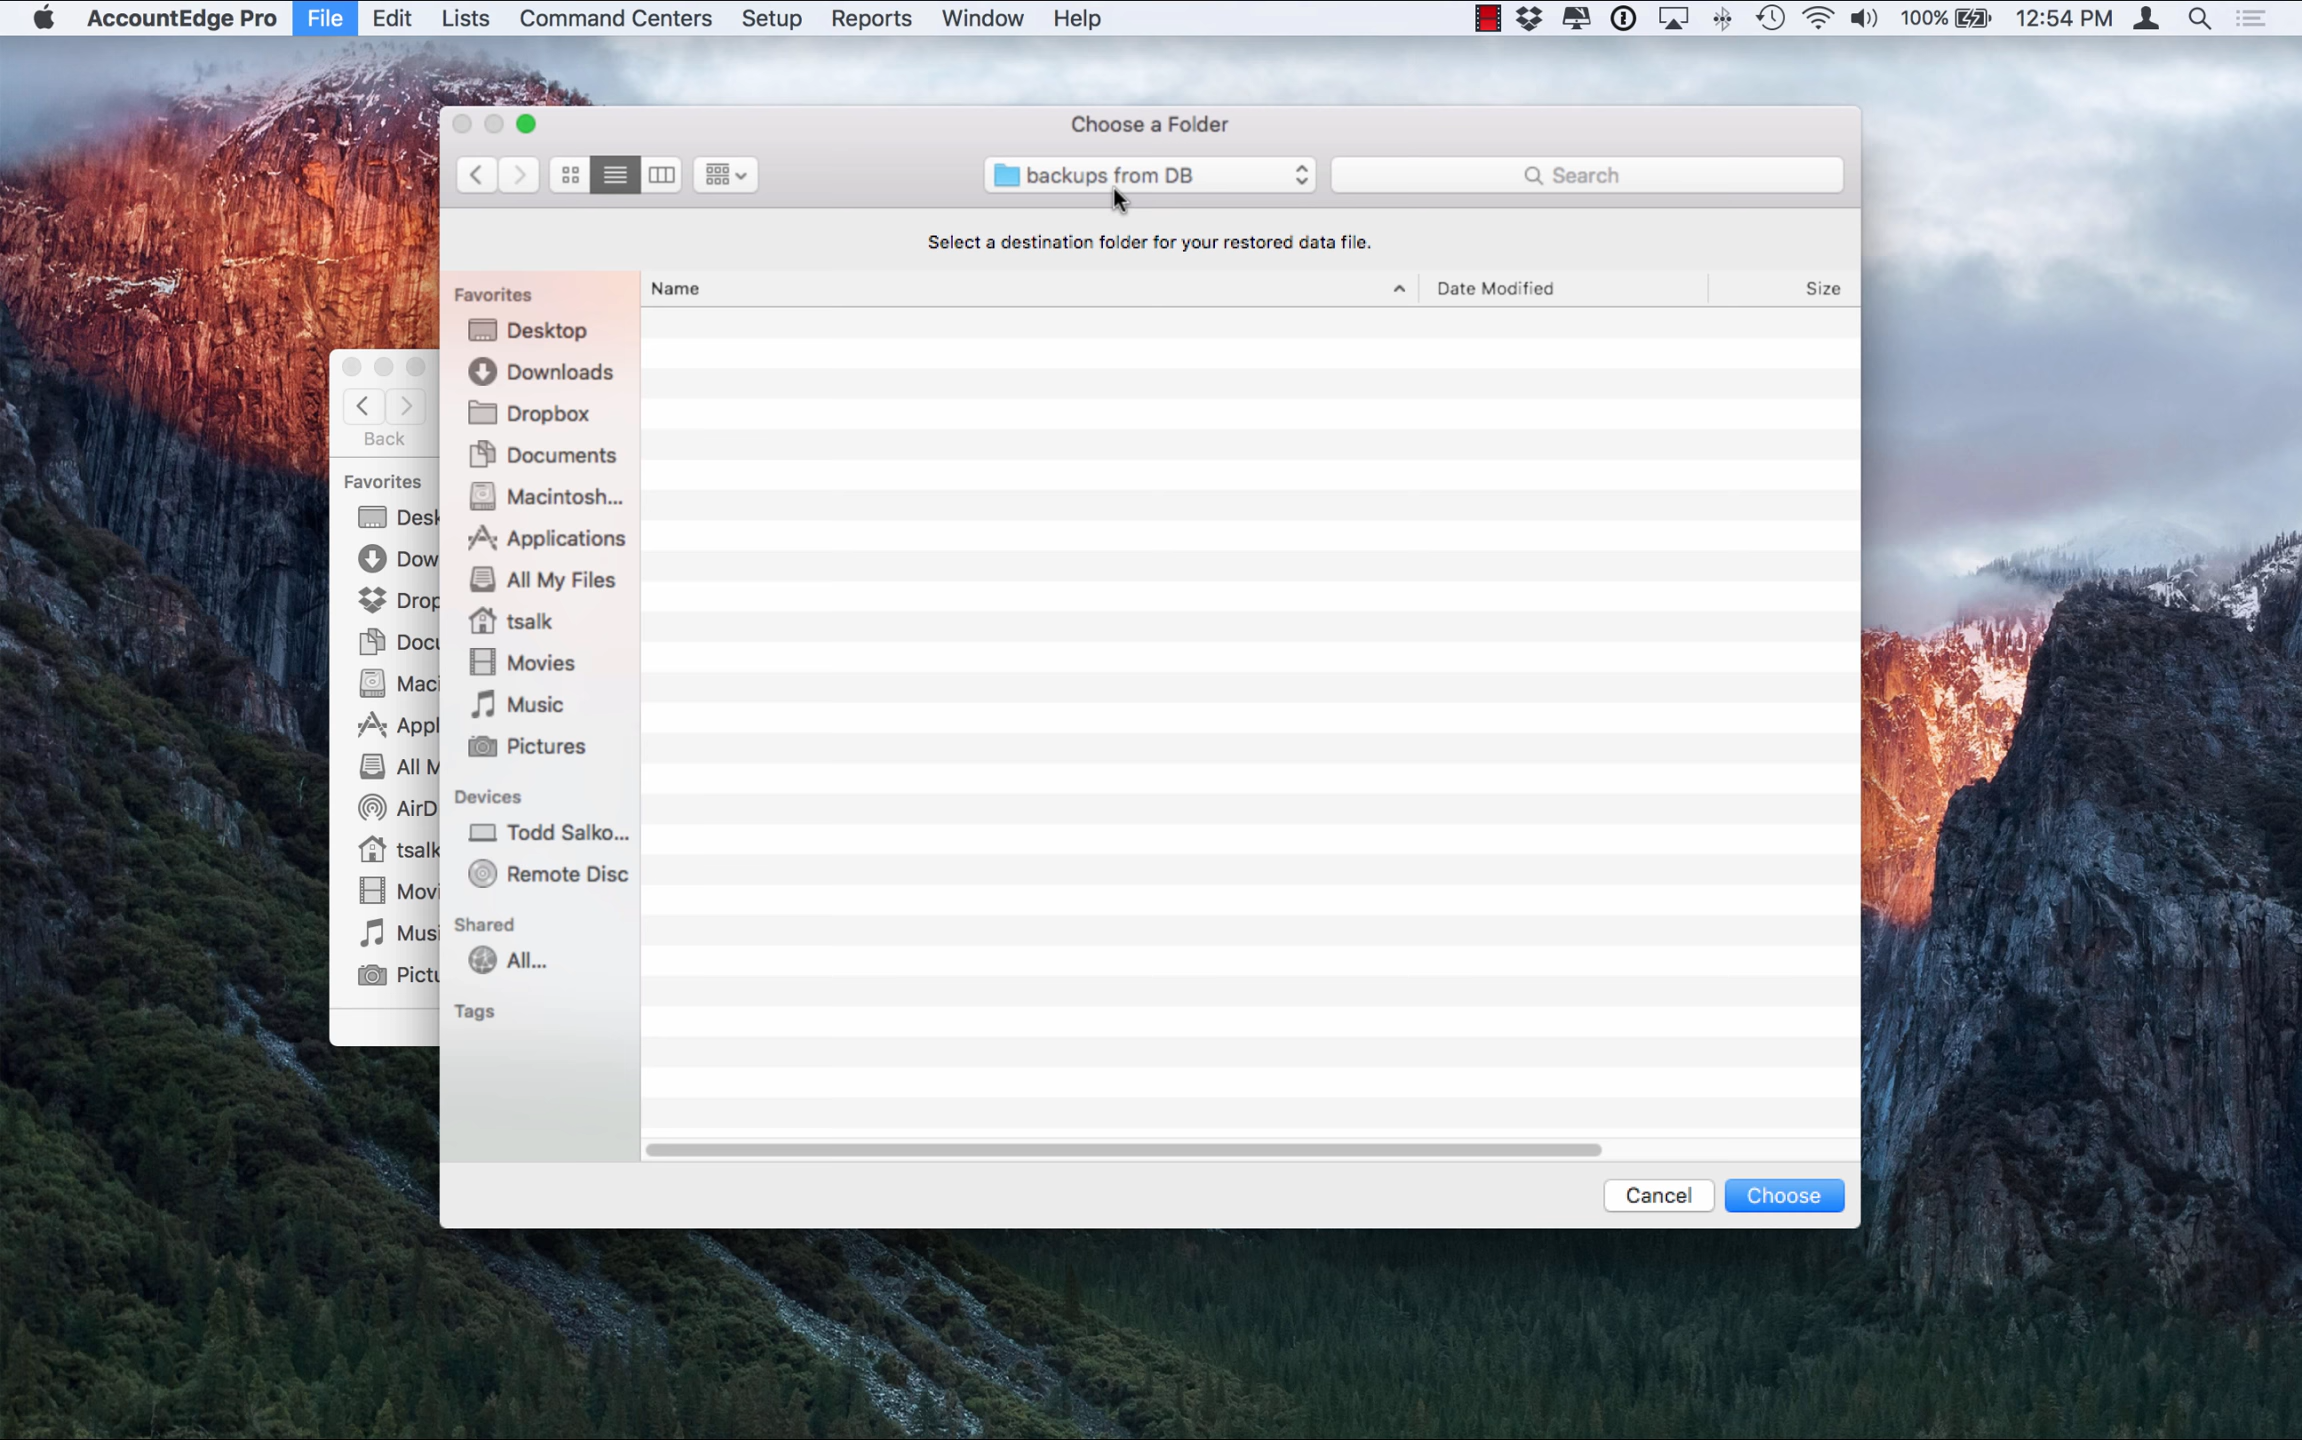 AccountEdge Pro File Edit Lists Command Centers Setup Reports Window Help 100% 12:54 PM
Choose a Folder
backups from DB
Search
Select a destination folder for your restored data file.
Name Date Modified Size
Favorites
Desktop
Downloads
Dropbox
Documents
Macintosh...
Applications
All My Files
tsalk
Movies
Music
Pictures
Devices
Todd Salko...
Remote Disc
Shared
All...
Tags
Cancel Choose
Back
Favorites
Desk
Dow
Drop
Docu
Maci
Appl
All M
AirD
tsalk
Movi
Musi
Pictu